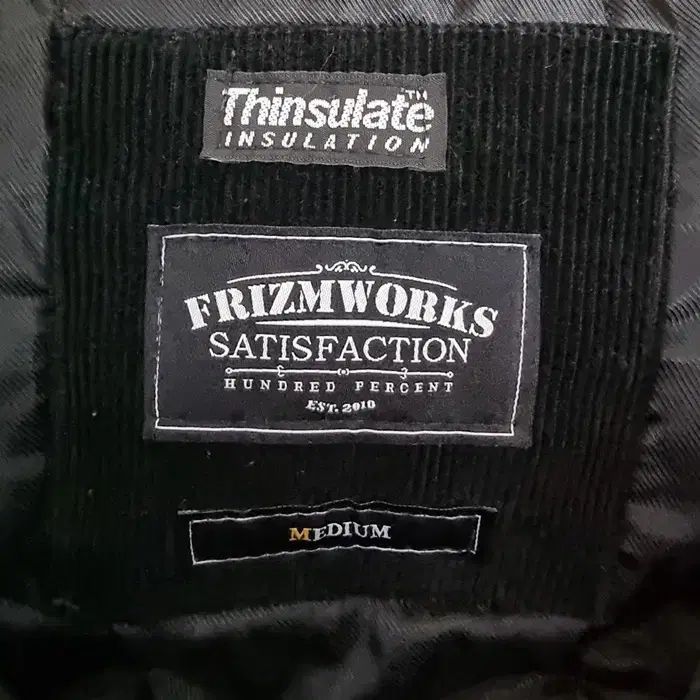 Thinsulate™
INSULATION
FRIZMWORKS
SATISFACTION
HUNDRED PERCENT
EST. 2010
MEDIUM